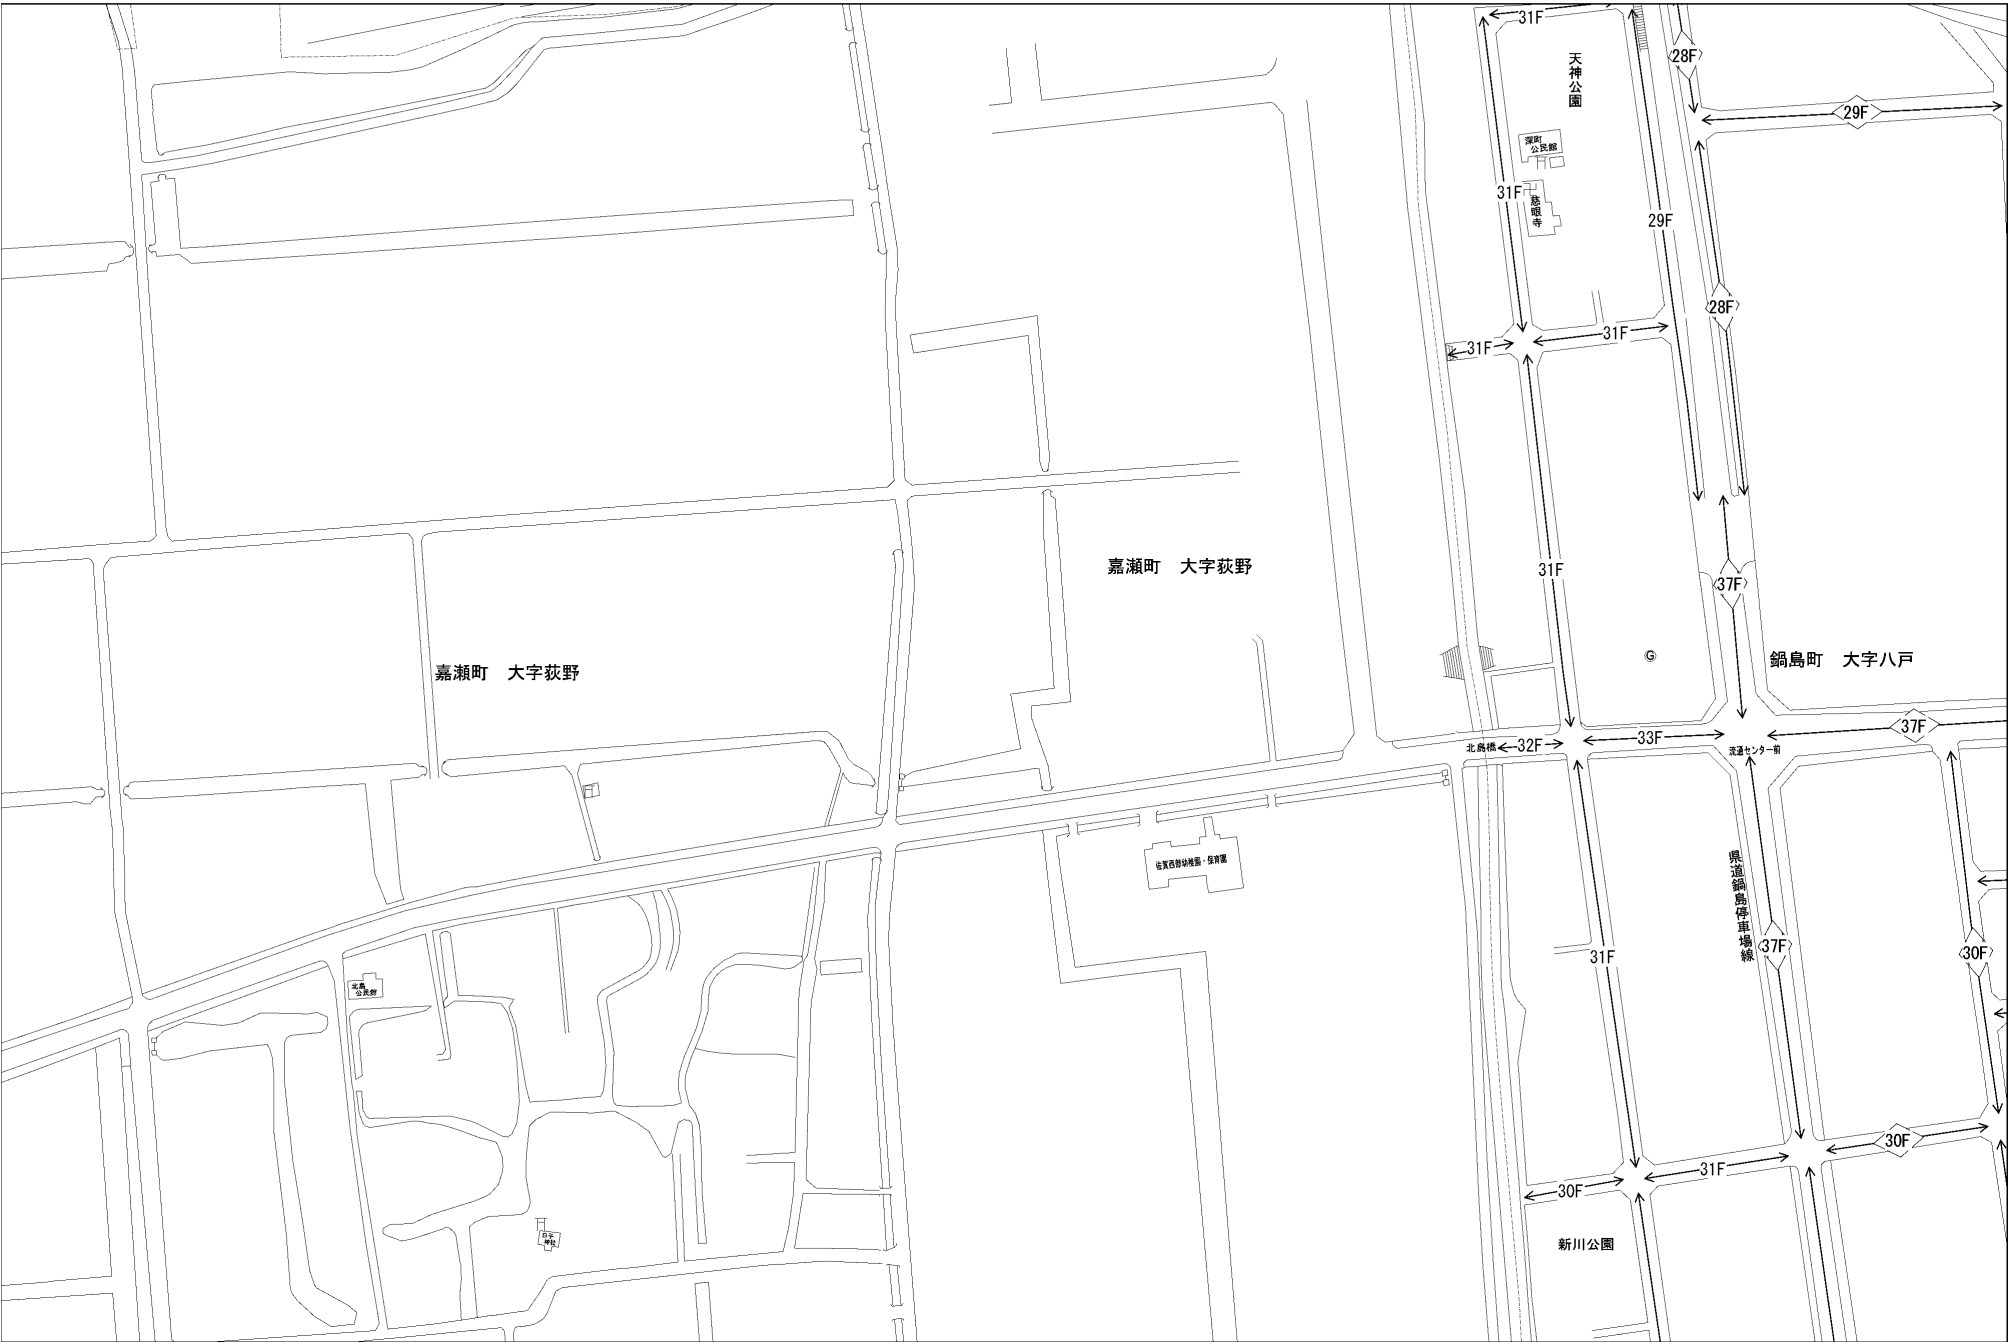 31F
28F
天神公園
29F
深町
公民館
31F
慈眼寺
29F
28F
31F
31F
嘉瀬町 大字荻野
31F
37F
G
鍋島町 大字八戸
嘉瀬町 大字荻野
37F
北島橋
32F
33F
流通センター前
佐賀西部幼稚園・保育園
県道鍋島停車場線
37F
31F
30F
北島
公民館
30F
31F
30F
日子
神社
新川公園